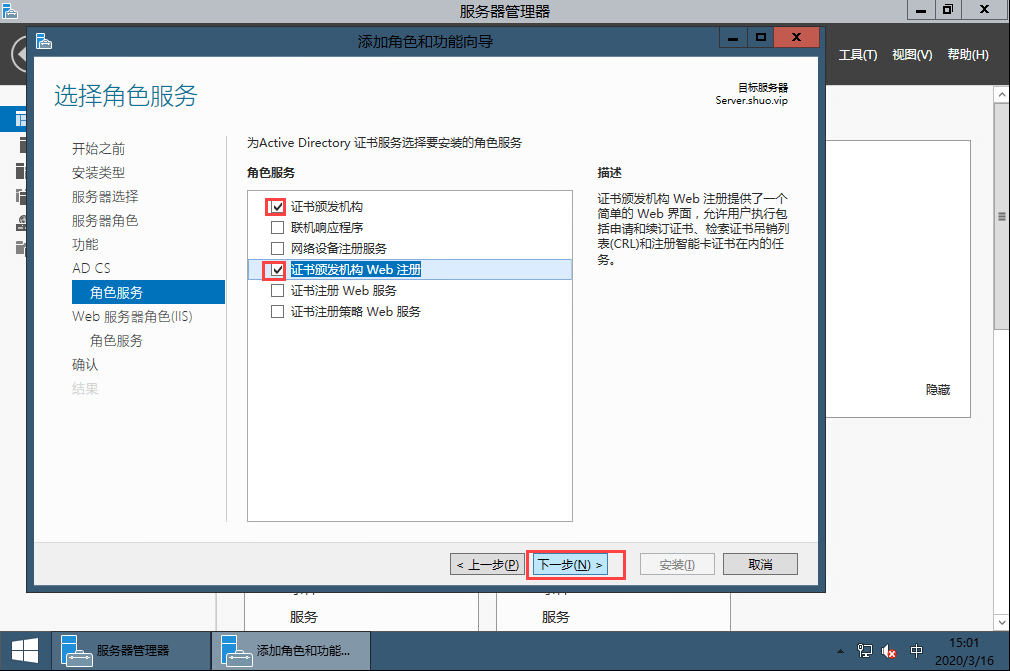 服务器管理器
添加角色和功能向导
工具(T) 视图(V) 帮助(H)
选择角色服务
目标服务器
Server.shuo.vip
开始之前
安装类型
服务器选择
服务器角色
功能
AD CS
角色服务
Web 服务器角色(IIS)
角色服务
确认
结果
为Active Directory 证书服务选择要安装的角色服务
角色服务
证书颁发机构
联机响应程序
网络设备注册服务
证书颁发机构 Web 注册
证书注册 Web 服务
证书注册策略 Web 服务
描述
证书颁发机构 Web 注册提供了一个
简单的 Web 界面，允许用户执行包
括申请和续订证书、检索证书吊销列
表(CRL)和注册智能卡证书在内的任
务。
隐藏
< 上一步(P) 下一步(N) > 安装(I) 取消
服务 服务
服务器管理器 添加角色和功能... 中 15:01
2020/3/16